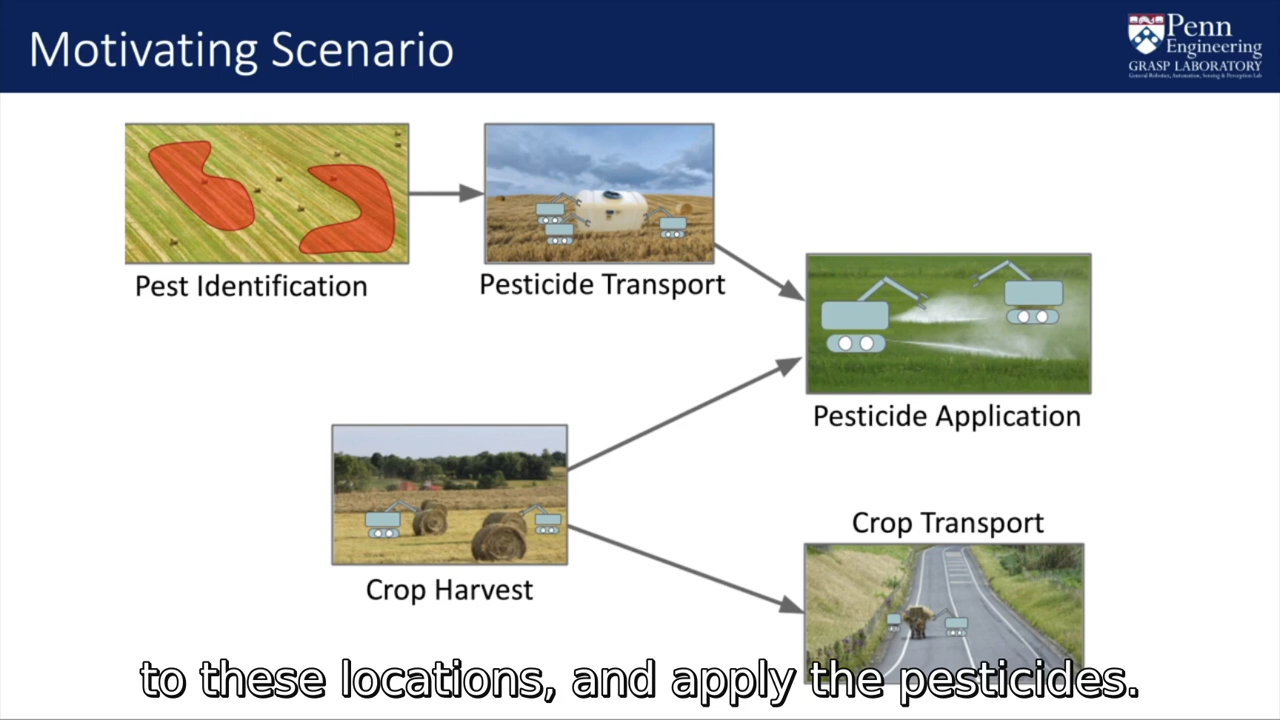 Motivating Scenario
Penn
Engineering
GRASP LABORATORY
General Robotics, Automation, Sensing & Perception Lab
Pest Identification
Pesticide Transport
Pesticide Application
Crop Harvest
Crop Transport
to these locations, and apply the pesticides.